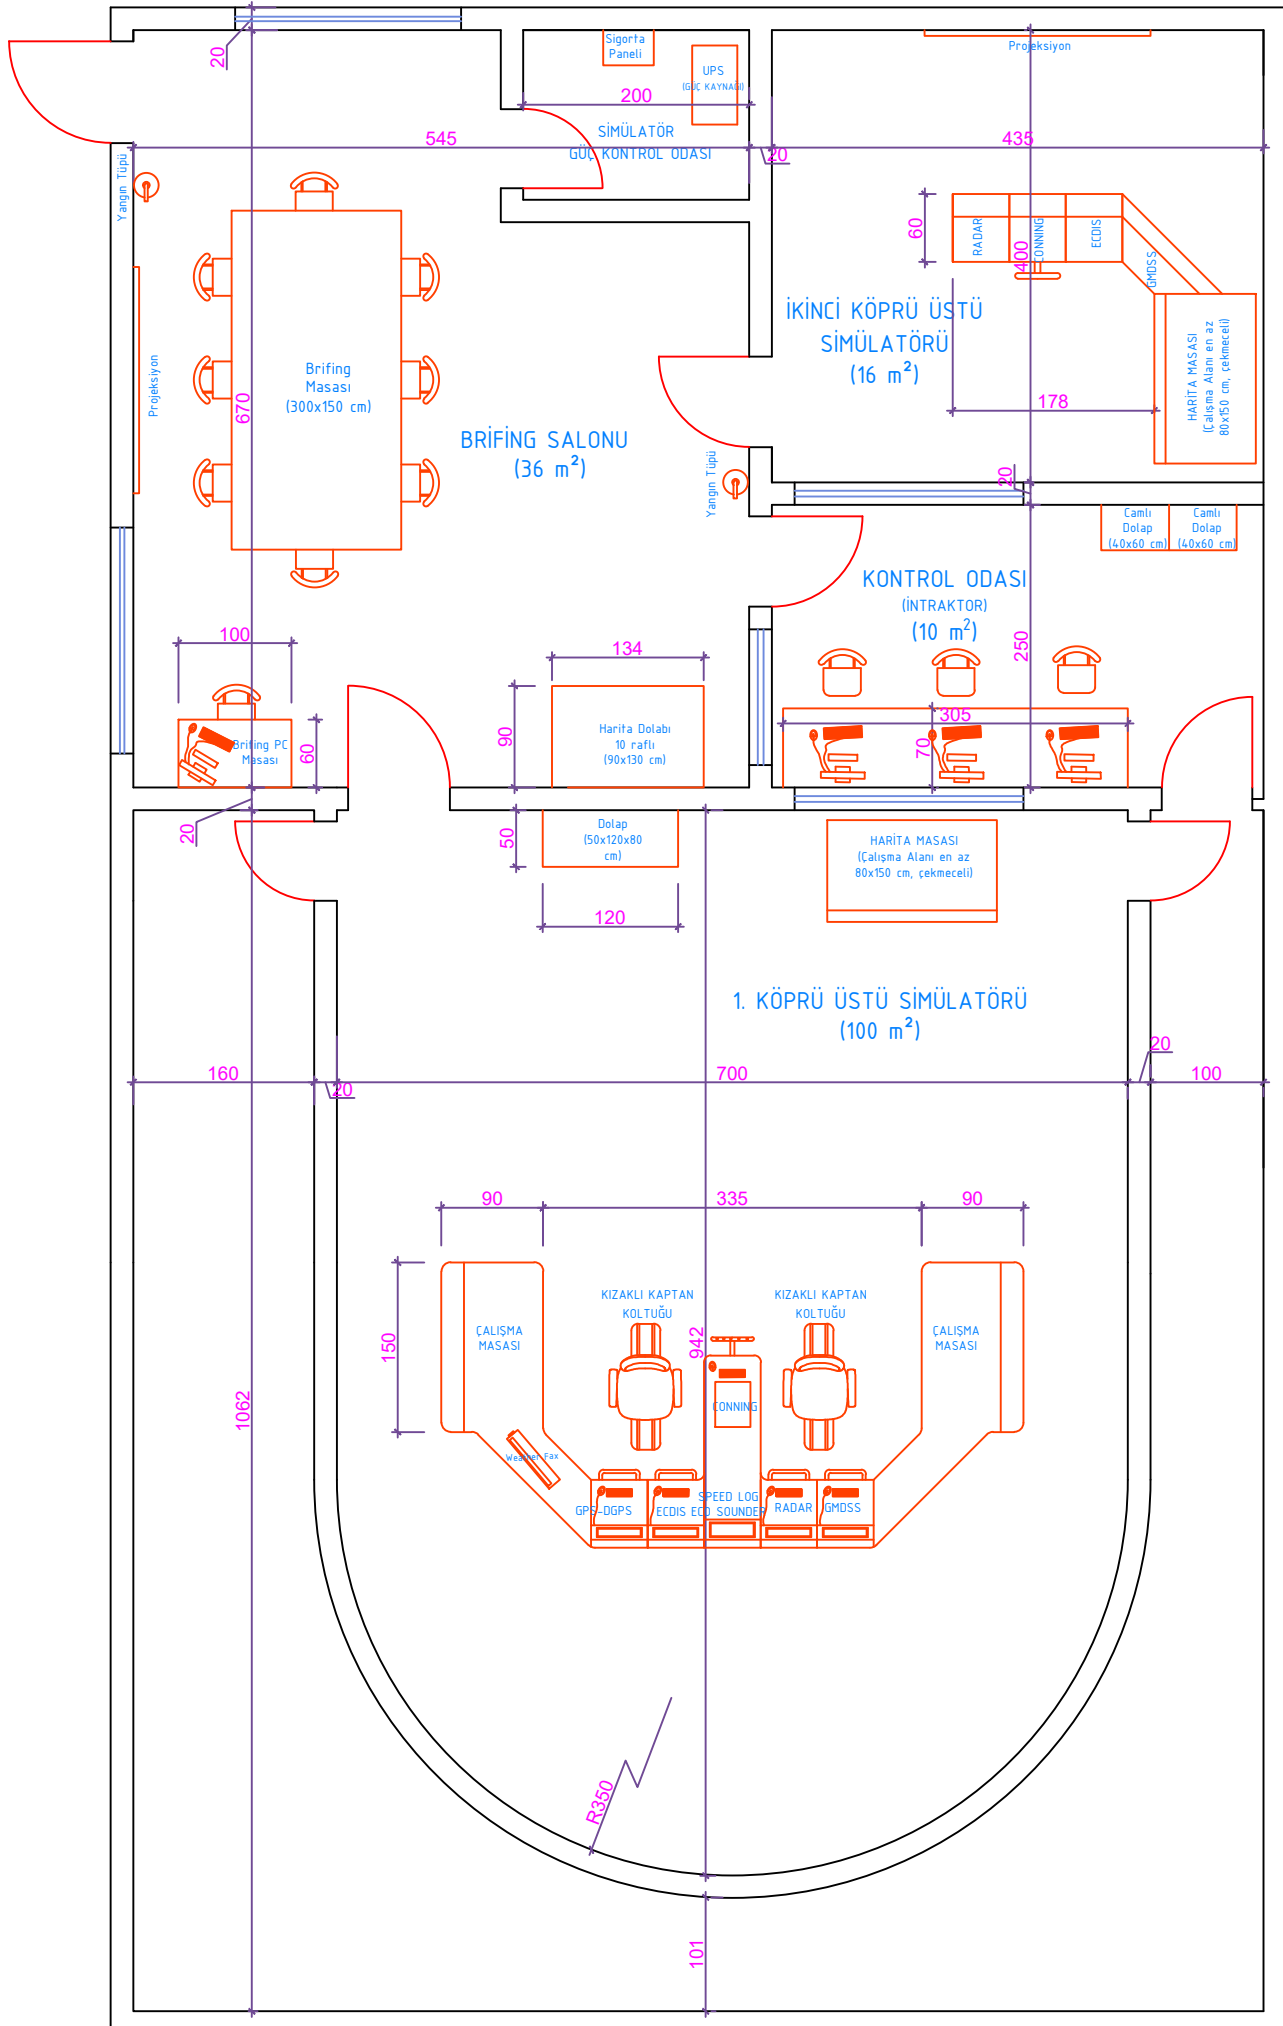 20
Sigorta
Paneli
UPS
(GÜÇ KAYNAĞI)
200
SİMÜLATÖR
GÜÇ KONTROL ODASI
Projeksiyon
545
20
435
Yangın Tüpü
60
RADAR
CONNING
ECDIS
400
GMDSS
İKİNCİ KÖPRÜ ÜSTÜ
SİMÜLATÖRÜ
(16 m²)
HARİTA MASASI
(Çalışma Alanı en az
80x150 cm, çekmeceli)
178
Projeksiyon
Brifing
Masası
(300x150 cm)
670
BRİFİNG SALONU
(36 m²)
Yangın Tüpü
20
Camlı
Dolap
(40x60 cm)
Camlı
Dolap
(40x60 cm)
KONTROL ODASI
(İNTRAKTOR)
(10 m²)
250
100
134
Brifing PC
Masası
60
90
Harita Dolabı
10 raflı
(90x130 cm)
305
70
20
50
Dolap
(50x120x80
cm)
120
HARİTA MASASI
(Çalışma Alanı en az
80x150 cm, çekmeceli)
1. KÖPRÜ ÜSTÜ SİMÜLATÖRÜ
(100 m²)
160
20
700
20
100
90
335
90
150
ÇALIŞMA
MASASI
KIZAKLI KAPTAN
KOLTUĞU
942
KIZAKLI KAPTAN
KOLTUĞU
ÇALIŞMA
MASASI
1062
CONNING
Weather Fax
GPS-DGPS
ECDIS
SPEED LOG
ECO SOUNDER
RADAR
GMDSS
R350
101